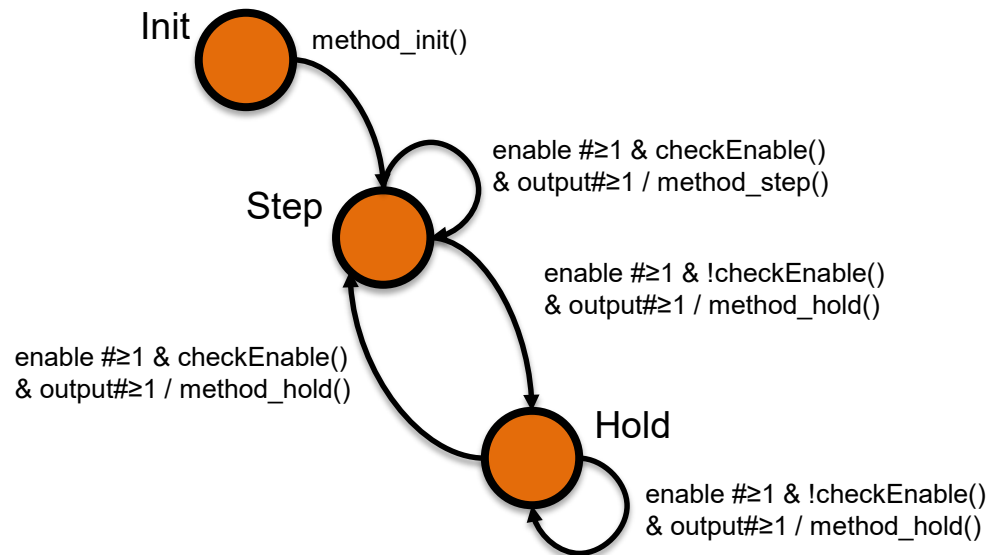 Init
method_init()
enable #≥1 & checkEnable()
& output#≥1 / method_step()
Step
enable #≥1 & !checkEnable()
& output#≥1 / method_hold()
enable #≥1 & checkEnable()
& output#≥1 / method_hold()
Hold
enable #≥1 & !checkEnable()
& output#≥1 / method_hold()